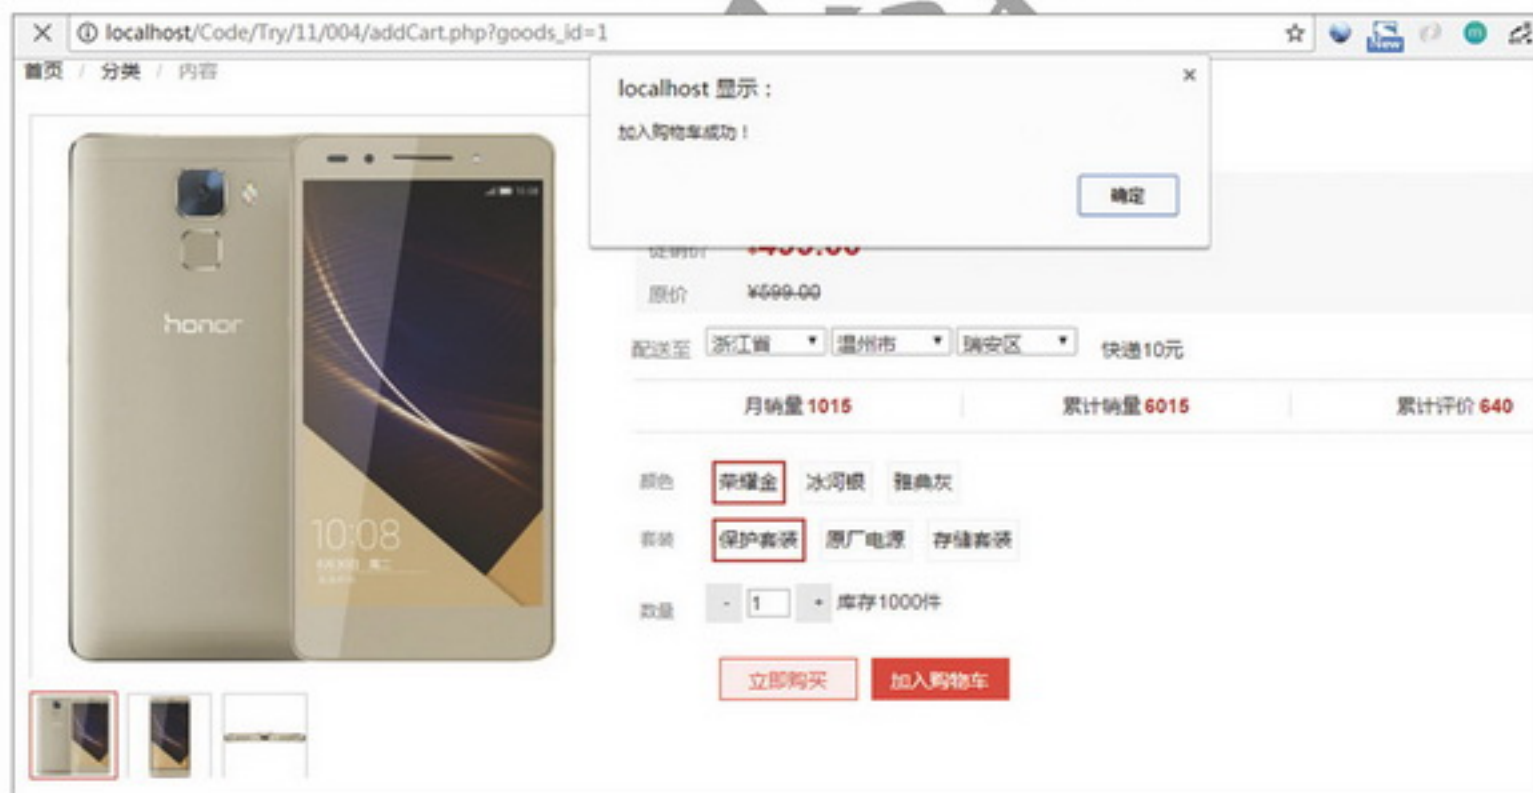 localhost/Code/Try/11/004/addCart.php?goods_id=1
New
m
首页 / 分类 / 内容
localhost 显示：
×
加入购物车成功！
确定
honor
10:08
原价 ¥599.00
配送至 浙江省 温州市 瑞安区 快递10元
月销量 1015 累计销量 6015 累计评价 640
颜色 荣耀金 冰河银 雅典灰
套装 保护套装 原厂电源 存储套装
数量 - 1 + 库存1000件
立即购买 加入购物车